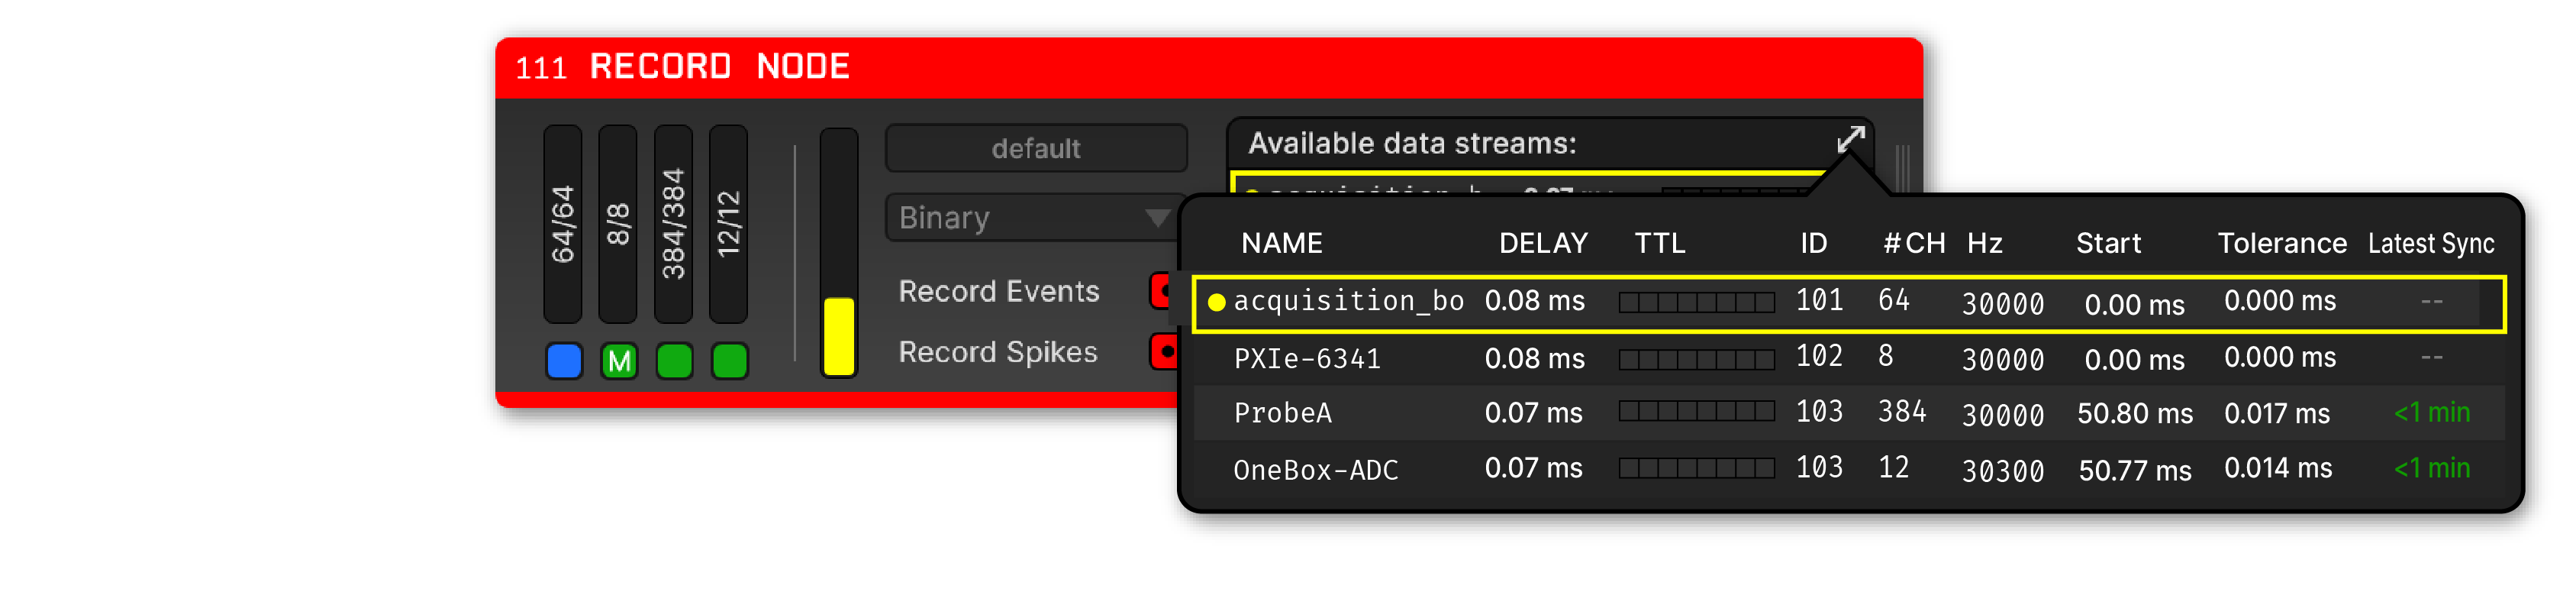 111 RECORD NODE
64/64
8/8
384/384
12/12
M
default
Binary
Record Events
Record Spikes
Available data streams:
NAME DELAY TTL ID #CH Hz Start Tolerance Latest Sync
acquisition_bo 0.08 ms 101 64 30000 0.00 ms 0.000 ms --
PXIe-6341 0.08 ms 102 8 30000 0.00 ms 0.000 ms --
ProbeA 0.07 ms 103 384 30000 50.80 ms 0.017 ms <1 min
OneBox-ADC 0.07 ms 103 12 30300 50.77 ms 0.014 ms <1 min